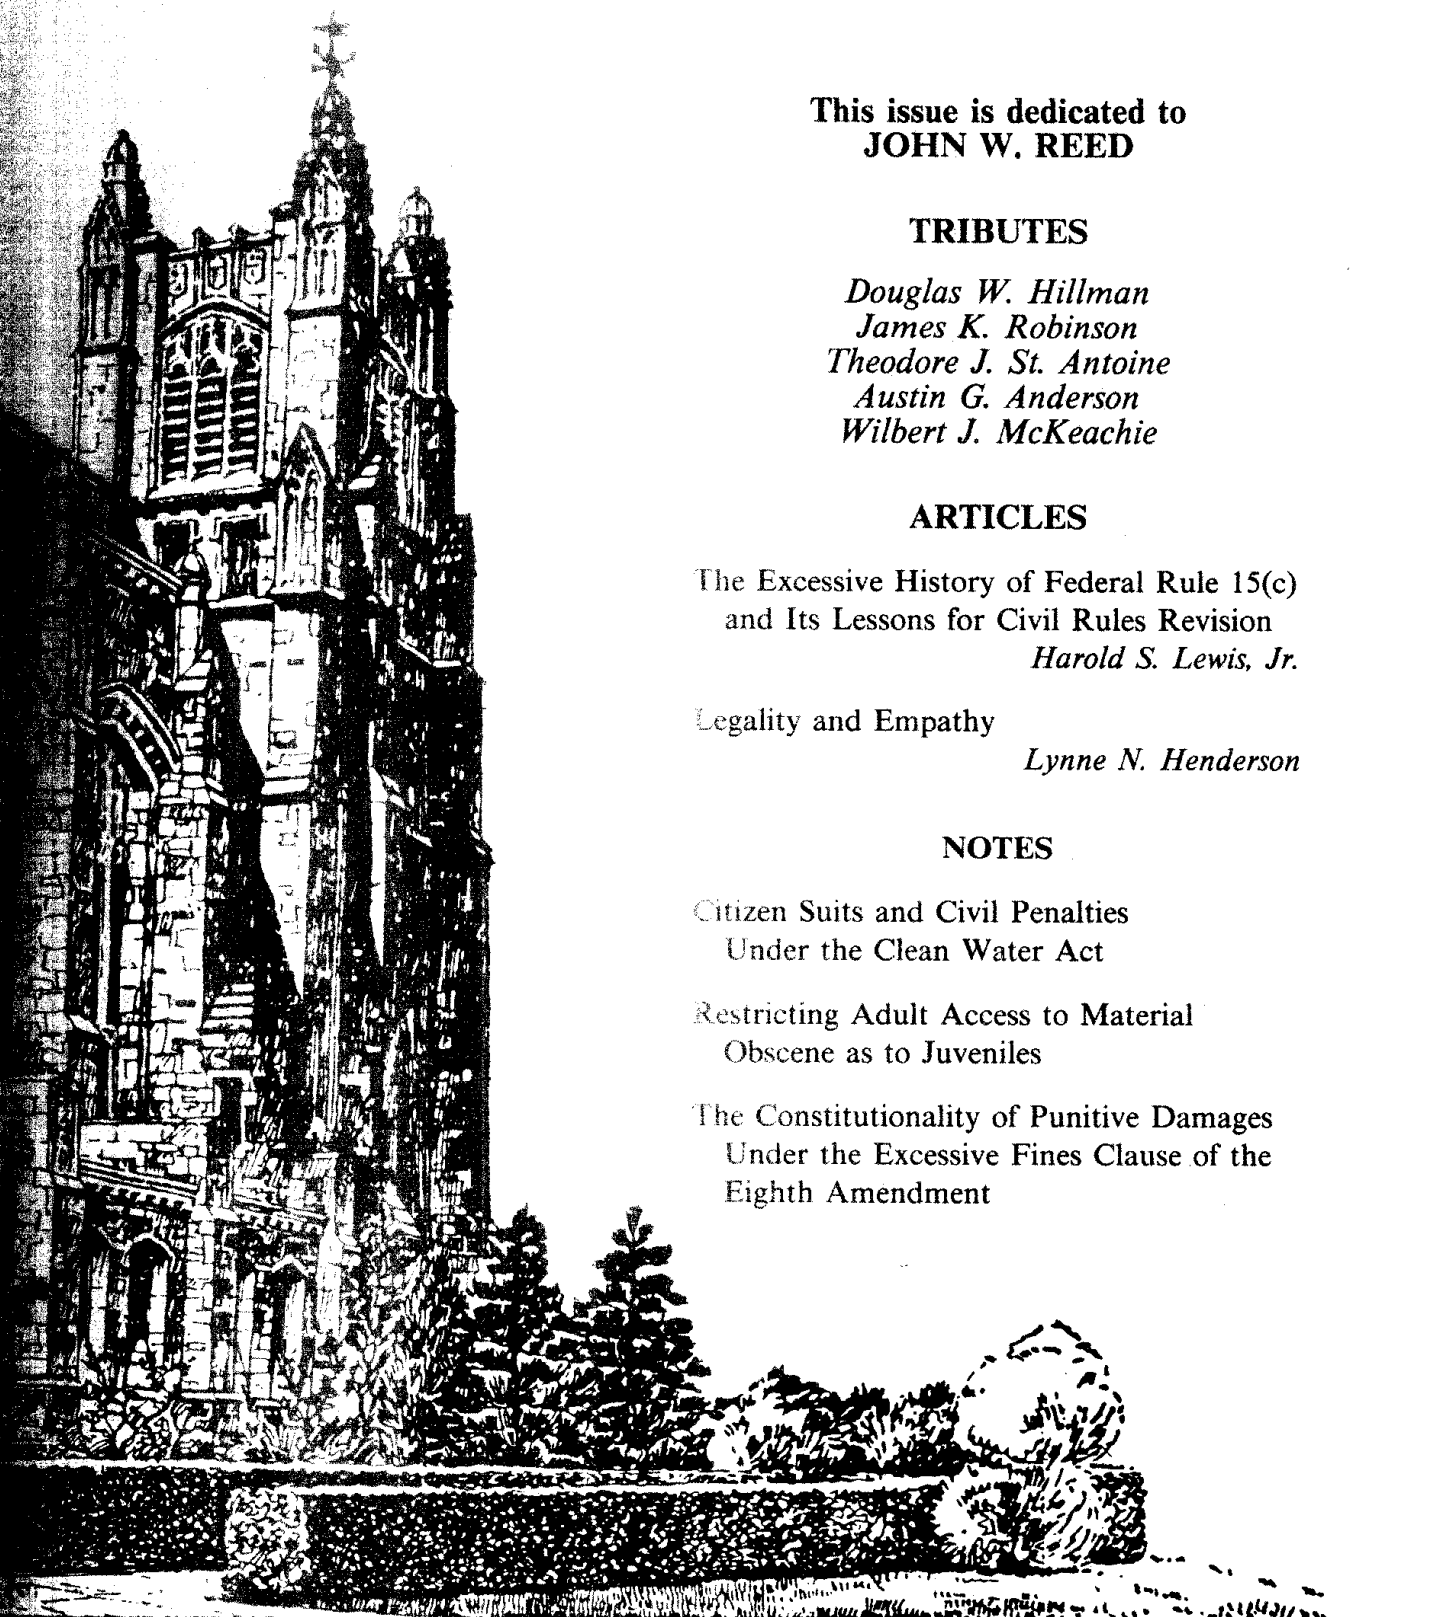 This issue is dedicated to
JOHN W. REED
TRIBUTES
Douglas W. Hillman
James K. Robinson
Theodore J. St. Antoine
Austin G. Anderson
Wilbert J. McKeachie
ARTICLES
The Excessive History of Federal Rule 15(c)
and Its Lessons for Civil Rules Revision
Harold S. Lewis, Jr.
Legality and Empathy
Lynne N. Henderson
NOTES
Citizen Suits and Civil Penalties
Under the Clean Water Act
Restricting Adult Access to Material
Obscene as to Juveniles
The Constitutionality of Punitive Damages
Under the Excessive Fines Clause of the
Eighth Amendment